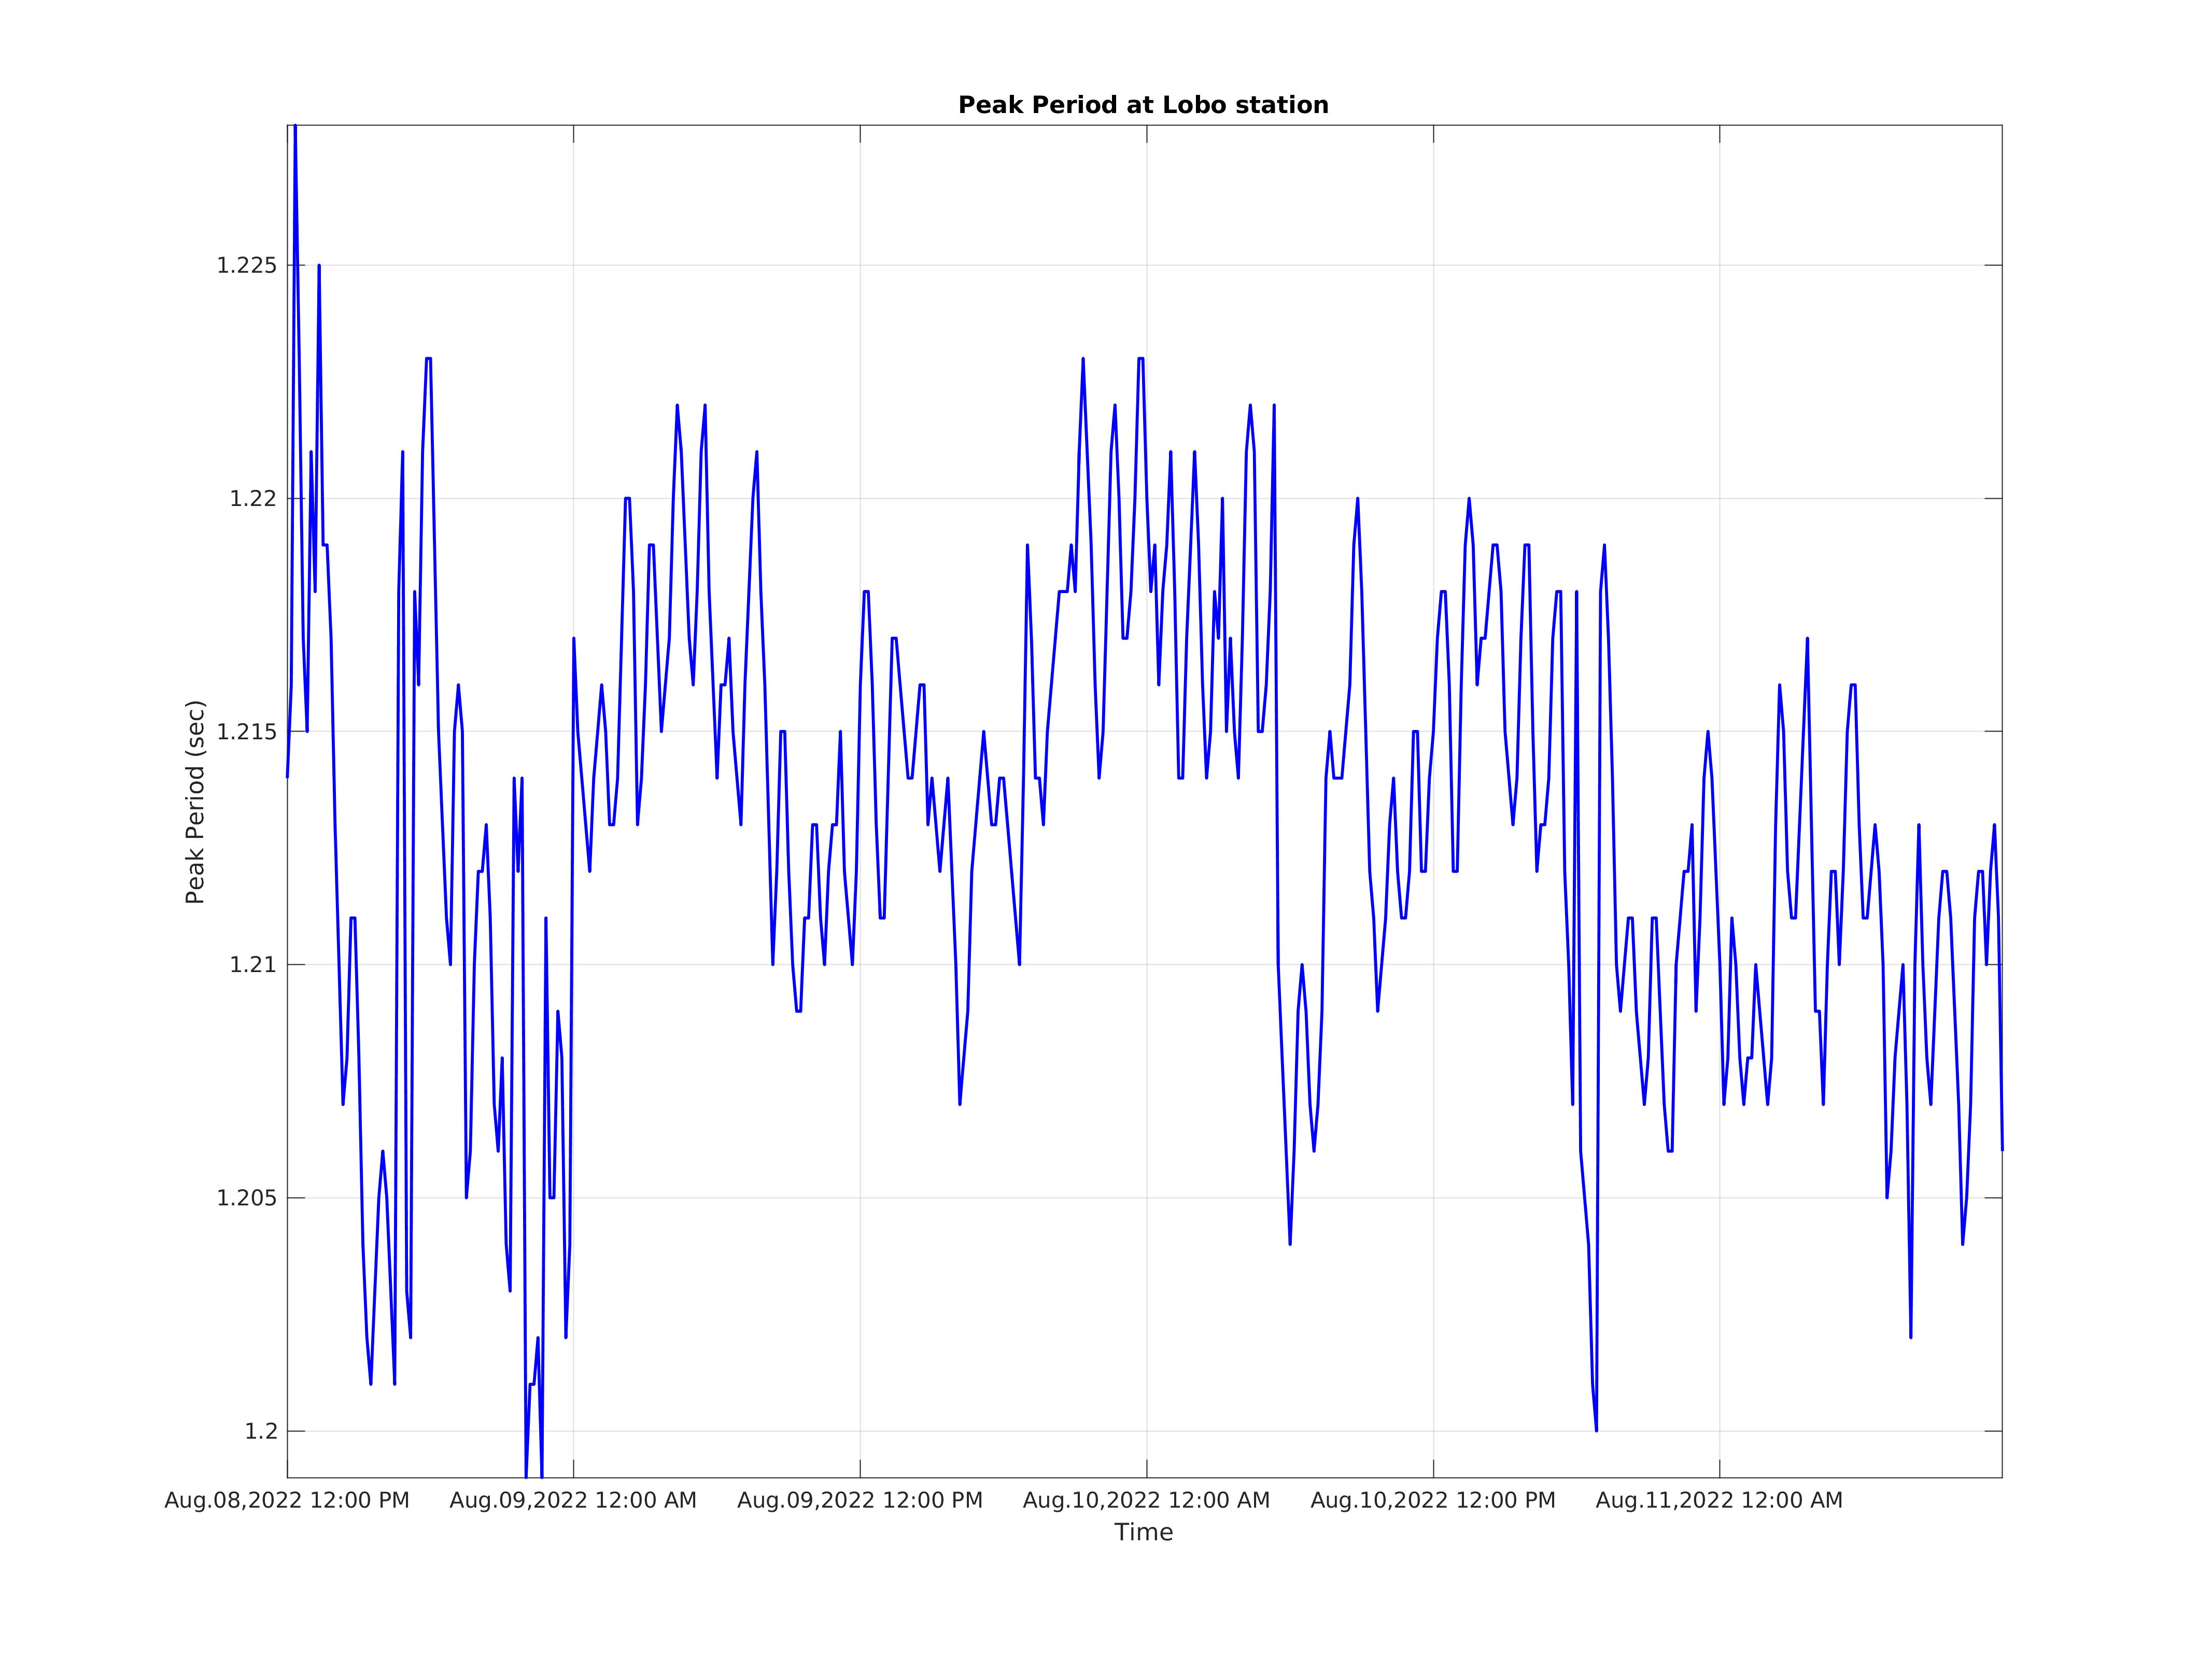 Peak Period at Lobo station
Peak Period (sec)
1.225
1.22
1.215
1.21
1.205
1.2
Aug.08,2022 12:00 PM
Aug.09,2022 12:00 AM
Aug.09,2022 12:00 PM
Aug.10,2022 12:00 AM
Aug.10,2022 12:00 PM
Aug.11,2022 12:00 AM
Time